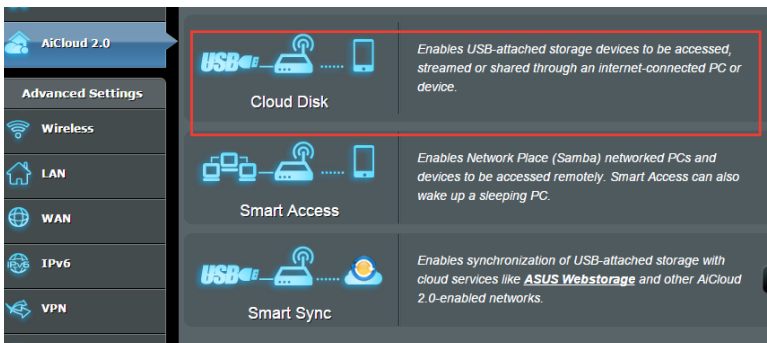 AiCloud 2.0
Advanced Settings
Wireless
LAN
WAN
IPv6
VPN
USB
Cloud Disk
Enables USB-attached storage devices to be accessed,
streamed or shared through an internet-connected PC or
device.
Smart Access
Enables Network Place (Samba) networked PCs and
devices to be accessed remotely. Smart Access can also
wake up a sleeping PC.
USB
Smart Sync
Enables synchronization of USB-attached storage with
cloud services like ASUS Webstorage and other AiCloud
2.0-enabled networks.